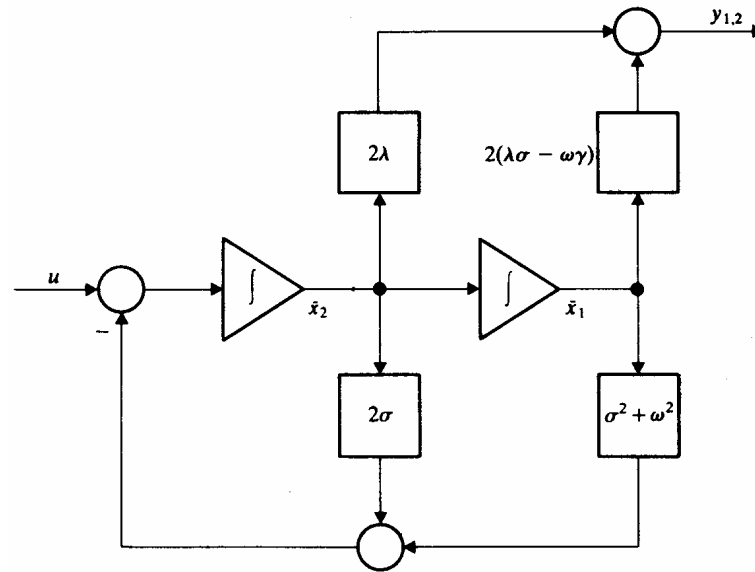 y₁,₂
2λ
2(λσ − ωγ)
u
∫
x̄₂
∫
x̄₁
−
2σ
σ² + ω²